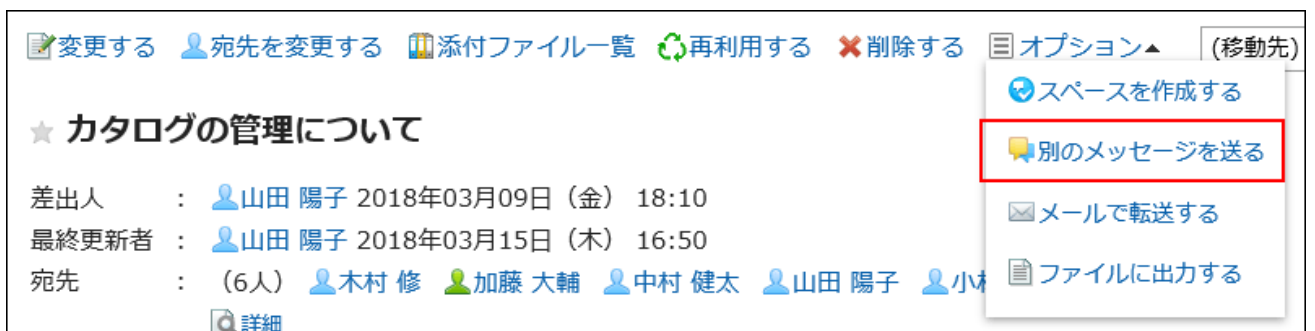 変更する 宛先を変更する 添付ファイル一覧 再利用する 削除する オプション▲ (移動先)
スペースを作成する
カタログの管理について
別のメッセージを送る
差出人 : 山田 陽子 2018年03月09日（金） 18:10
メールで転送する
最終更新者 : 山田 陽子 2018年03月15日（木） 16:50
宛先 : （6人） 木村 修 加藤 大輔 中村 健太 山田 陽子
ファイルに出力する
詳細